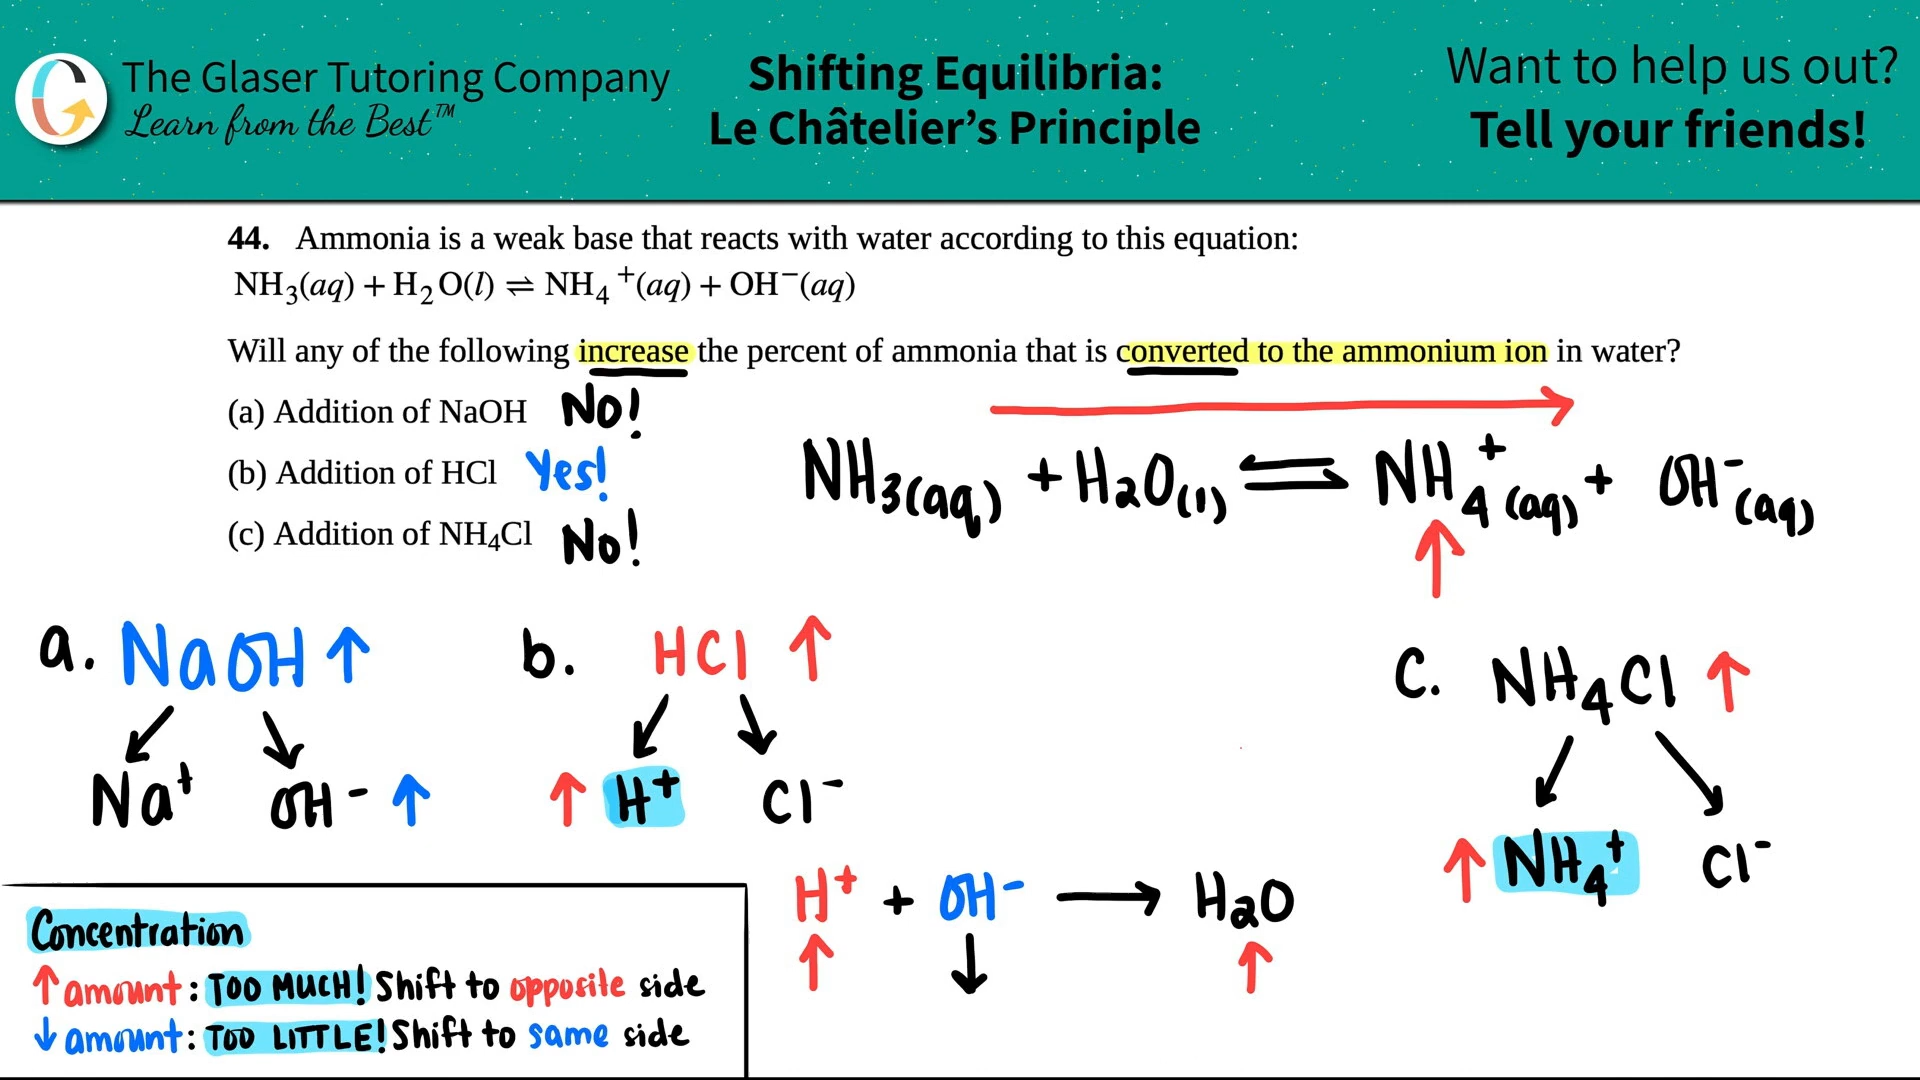 The Glaser Tutoring Company
Learn from the Best™
Shifting Equilibria:
Le Châtelier's Principle
Want to help us out?
Tell your friends!
44. Ammonia is a weak base that reacts with water according to this equation:
NH₃(aq) + H₂O(l) ⇌ NH₄⁺(aq) + OH⁻(aq)
Will any of the following increase the percent of ammonia that is converted to the ammonium ion in water?
(a) Addition of NaOH No!
(b) Addition of HCl Yes!
(c) Addition of NH₄Cl No!
NH₃(aq) + H₂O(l) ⇌ NH₄⁺(aq) + OH⁻(aq)
↑
a. NaOH ↑
Na⁺ OH⁻ ↑
b. HCl ↑
↑ H⁺ Cl⁻
H⁺ + OH⁻ → H₂O
↑ ↓ ↑
C. NH₄Cl ↑
↑ NH₄⁺ Cl⁻
Concentration
↑ amount: TOO MUCH! Shift to opposite side
↓ amount: TOO LITTLE! Shift to same side